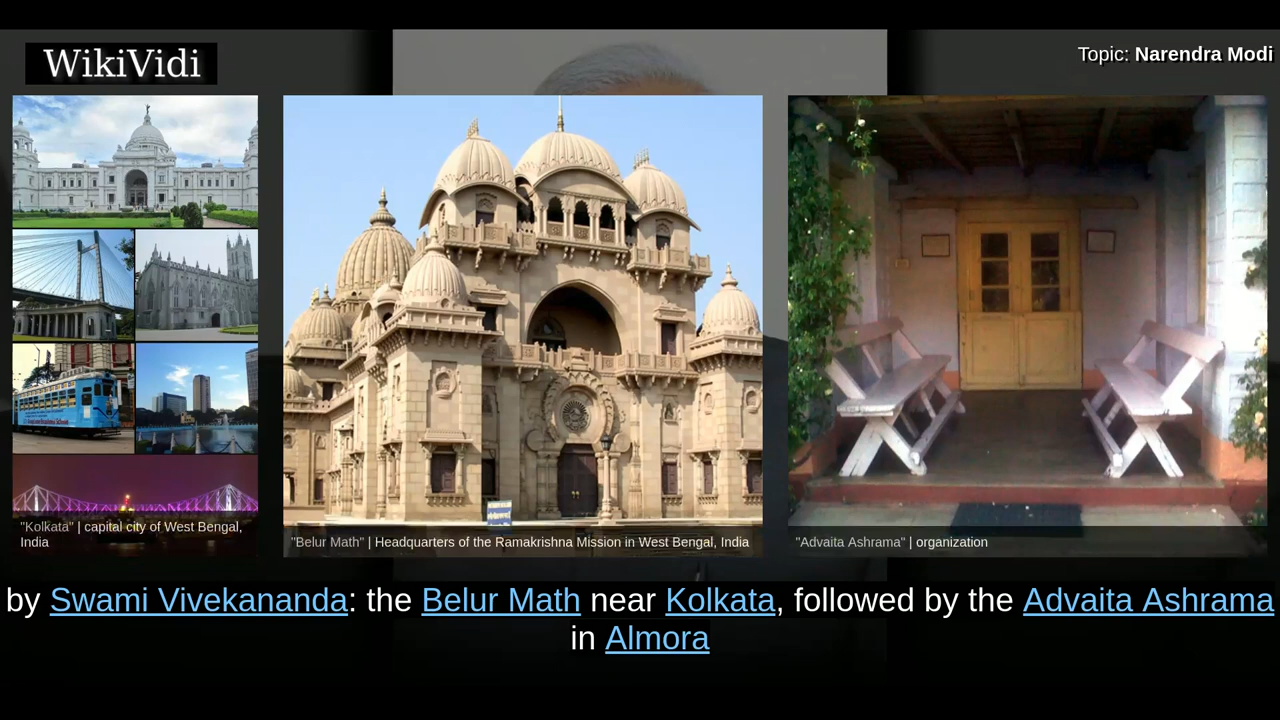 WikiVidi
Topic: Narendra Modi
"Kolkata" | capital city of West Bengal,
India
"Belur Math" | Headquarters of the Ramakrishna Mission in West Bengal, India
"Advaita Ashrama" | organization
by Swami Vivekananda: the Belur Math near Kolkata, followed by the Advaita Ashrama
in Almora